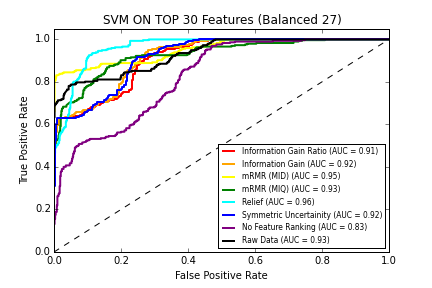 SVM ON TOP 30 Features (Balanced 27)
True Positive Rate
1.0
0.8
0.6
0.4
0.2
0.0
Information Gain Ratio (AUC = 0.91)
Information Gain (AUC = 0.92)
mRMR (MID) (AUC = 0.95)
mRMR (MIQ) (AUC = 0.93)
Relief (AUC = 0.96)
Symmetric Uncertainity (AUC = 0.92)
No Feature Ranking (AUC = 0.83)
Raw Data (AUC = 0.93)
0.0 0.2 0.4 0.6 0.8 1.0
False Positive Rate